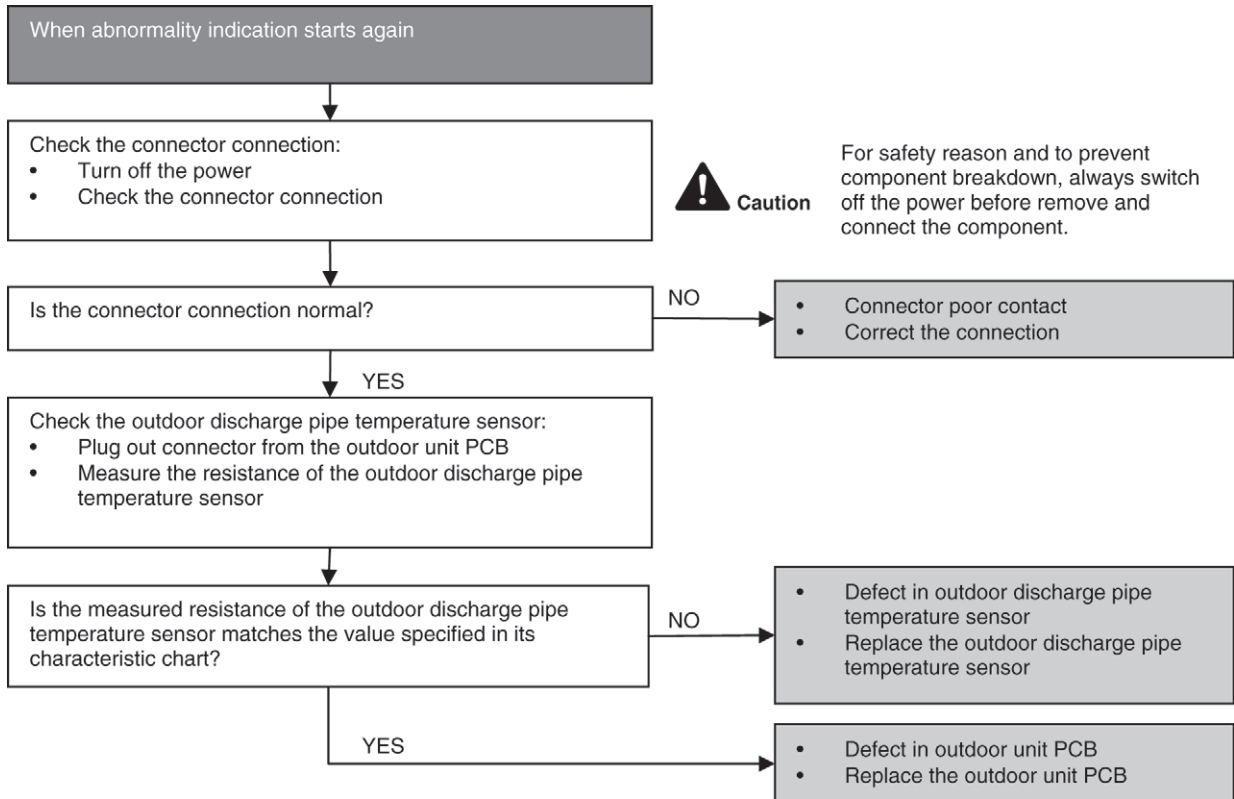 When abnormality indication starts again
Check the connector connection:
• Turn off the power
• Check the connector connection
Caution
For safety reason and to prevent
component breakdown, always switch
off the power before remove and
connect the component.
Is the connector connection normal?
NO
• Connector poor contact
• Correct the connection
YES
Check the outdoor discharge pipe temperature sensor:
• Plug out connector from the outdoor unit PCB
• Measure the resistance of the outdoor discharge pipe
temperature sensor
Is the measured resistance of the outdoor discharge pipe
temperature sensor matches the value specified in its
characteristic chart?
NO
• Defect in outdoor discharge pipe
temperature sensor
• Replace the outdoor discharge pipe
temperature sensor
YES
• Defect in outdoor unit PCB
• Replace the outdoor unit PCB